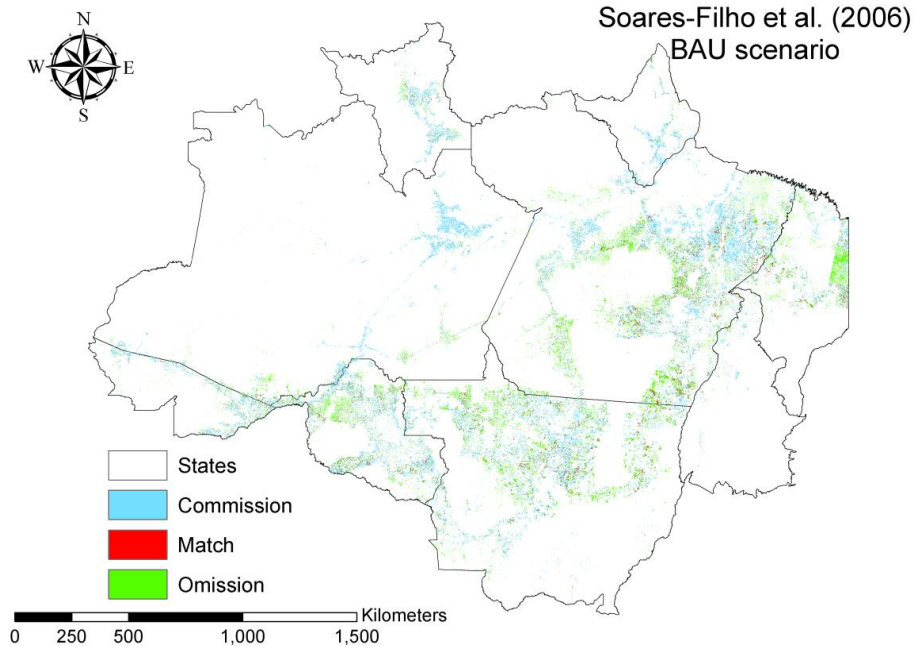 Soares-Filho et al. (2006)
BAU scenario
N
W E
S
States
Commission
Match
Omission
Kilometers
0 250 500 1,000 1,500